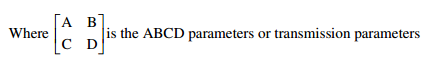 Where [A B
C D] is the ABCD parameters or transmission parameters